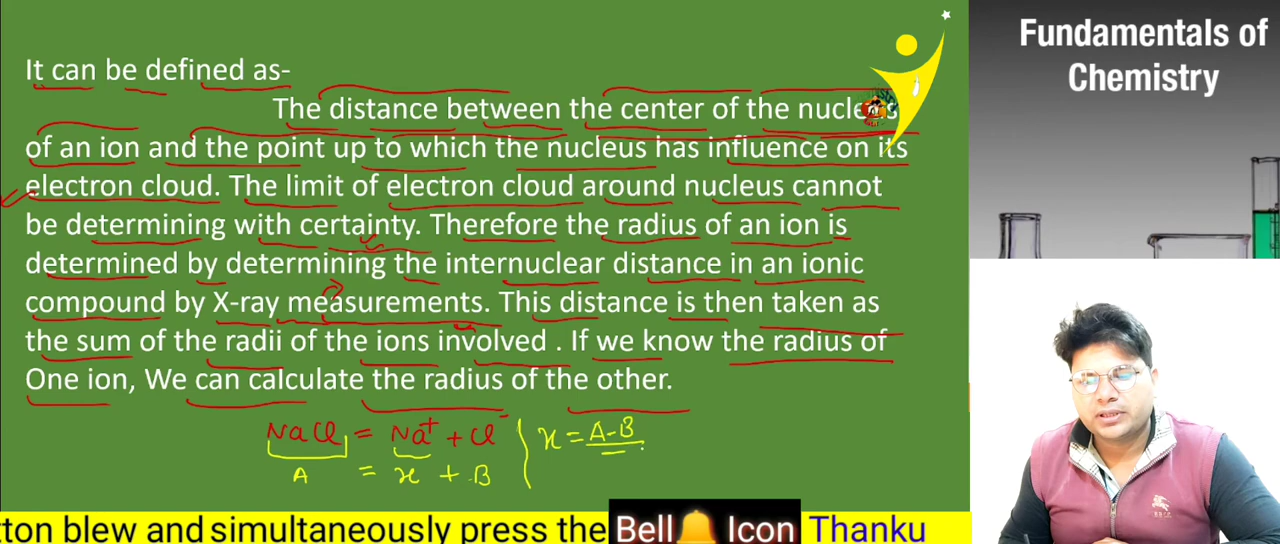 Fundamentals of
Chemistry
It can be defined as-
The distance between the center of the nucleus
of an ion and the point up to which the nucleus has influence on its
electron cloud. The limit of electron cloud around nucleus cannot
be determining with certainty. Therefore the radius of an ion is
determined by determining the internuclear distance in an ionic
compound by X-ray measurements. This distance is then taken as
the sum of the radii of the ions involved . If we know the radius of
One ion, We can calculate the radius of the other.
NaCl = Na⁺ + Cl⁻
A = x + B
x = A-B
tton blew and simultaneously press the Bell 🔔 Icon Thanku